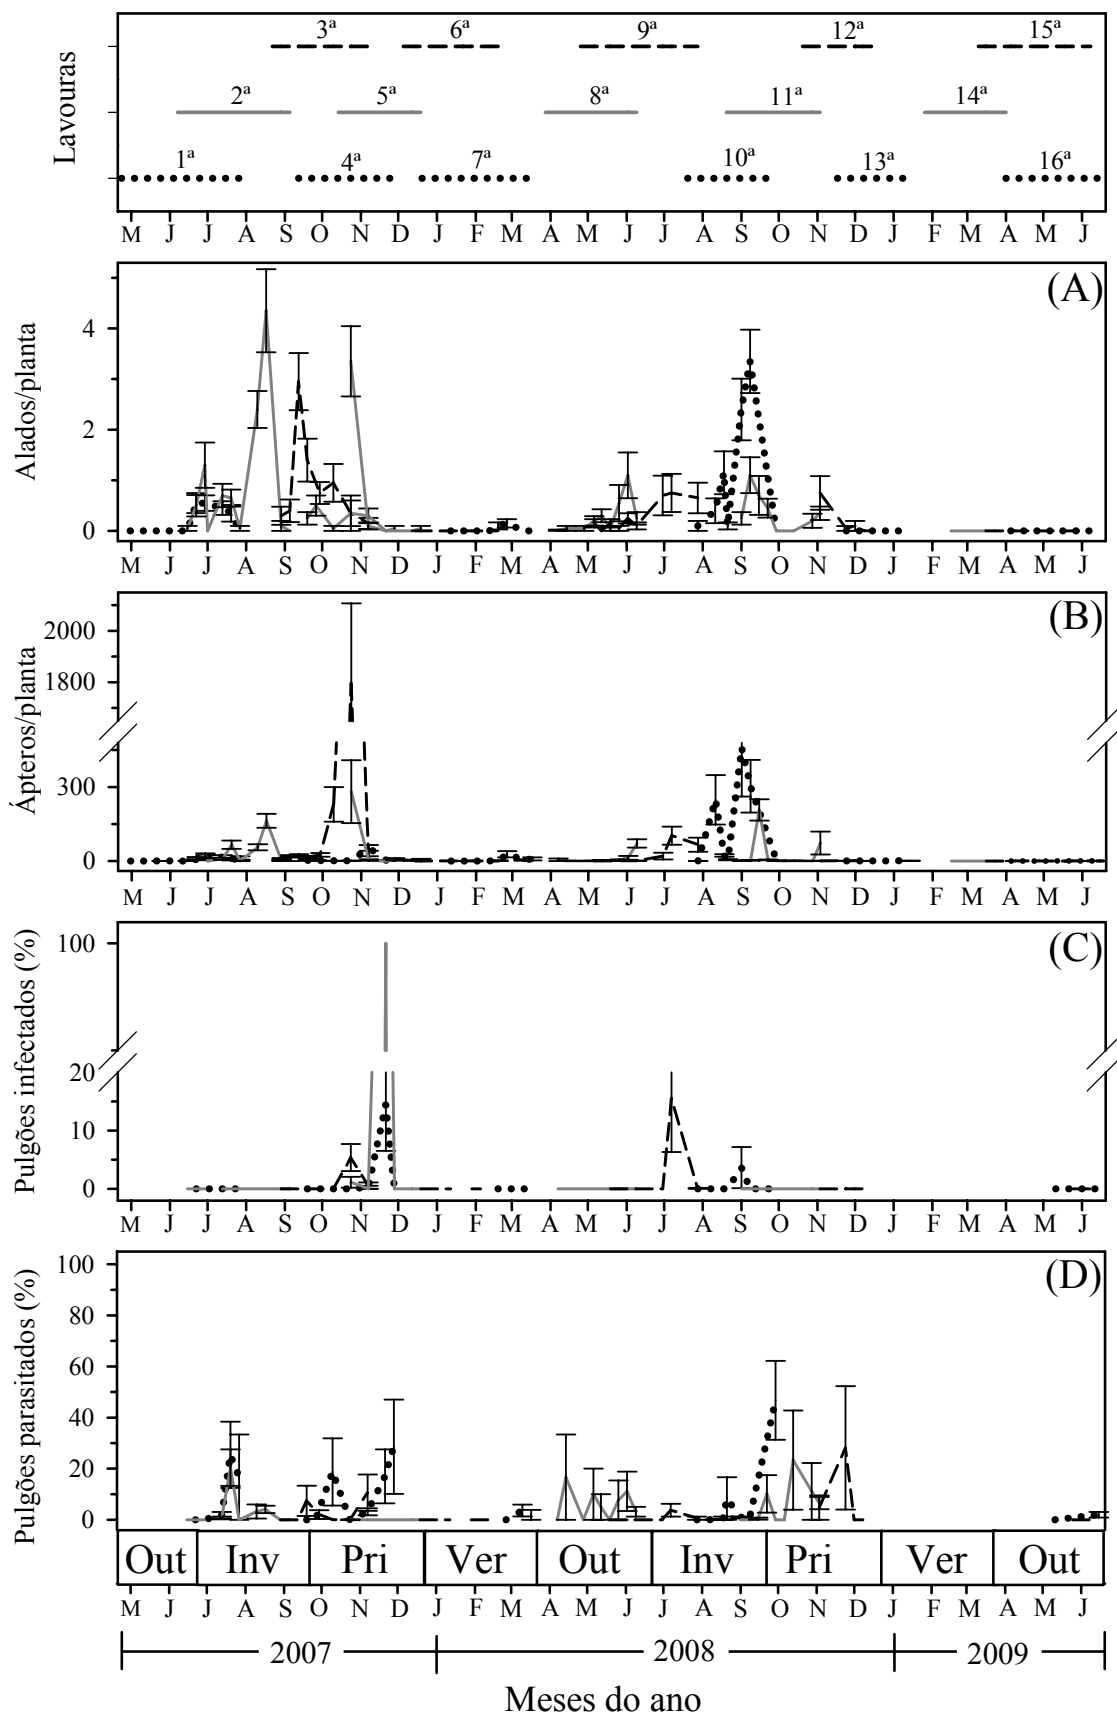 3ª 6ª 9ª 12ª 15ª
2ª 5ª 8ª 11ª 14ª
1ª 4ª 7ª 10ª 13ª 16ª
Lavouras
M J J A S O N D J F M A M J J A S O N D J F M A M J
(A)
Alados/planta
4
2
0
M J J A S O N D J F M A M J J A S O N D J F M A M J
(B)
Ápteros/planta
2000
1800
300
0
M J J A S O N D J F M A M J J A S O N D J F M A M J
(C)
Pulgões infectados (%)
100
20
10
0
M J J A S O N D J F M A M J J A S O N D J F M A M J
(D)
Pulgões parasitados (%)
100
80
60
40
20
0
Out Inv Pri Ver Out Inv Pri Ver Out
M J J A S O N D J F M A M J J A S O N D J F M A M J
2007 2008 2009
Meses do ano